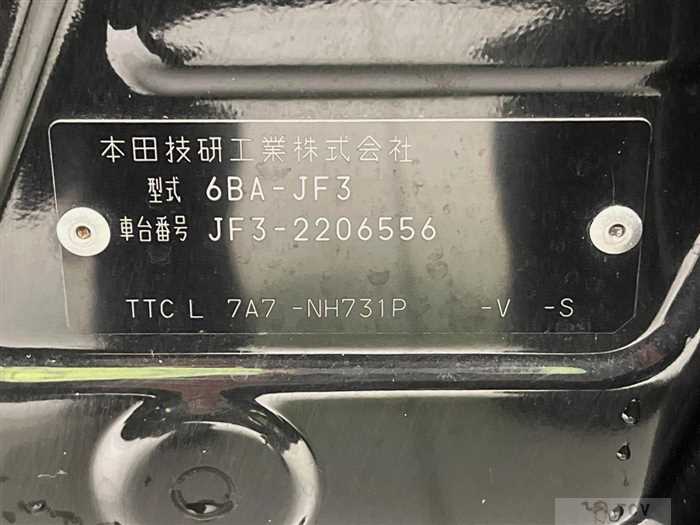 本田技研工業株式会社
型式 6BA-JF3
車台番号 JF3-2206556
TTC L 7A7 -NH731P -V -S
TCV